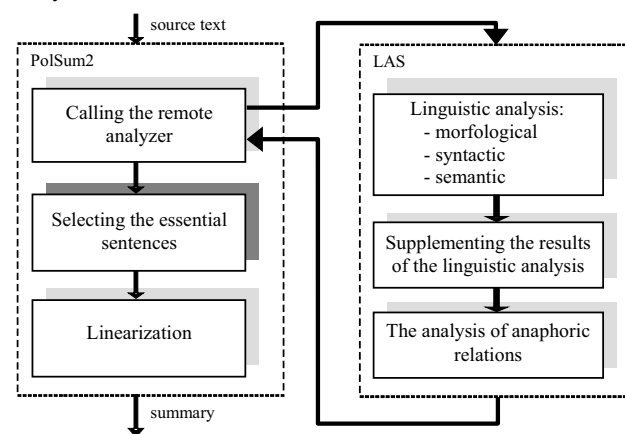 source text
PolSum2
Calling the remote
analyzer
Selecting the essential
sentences
Linearization
summary
LAS
Linguistic analysis:
- morfological
- syntactic
- semantic
Supplementing the results
of the linguistic analysis
The analysis of anaphoric
relations